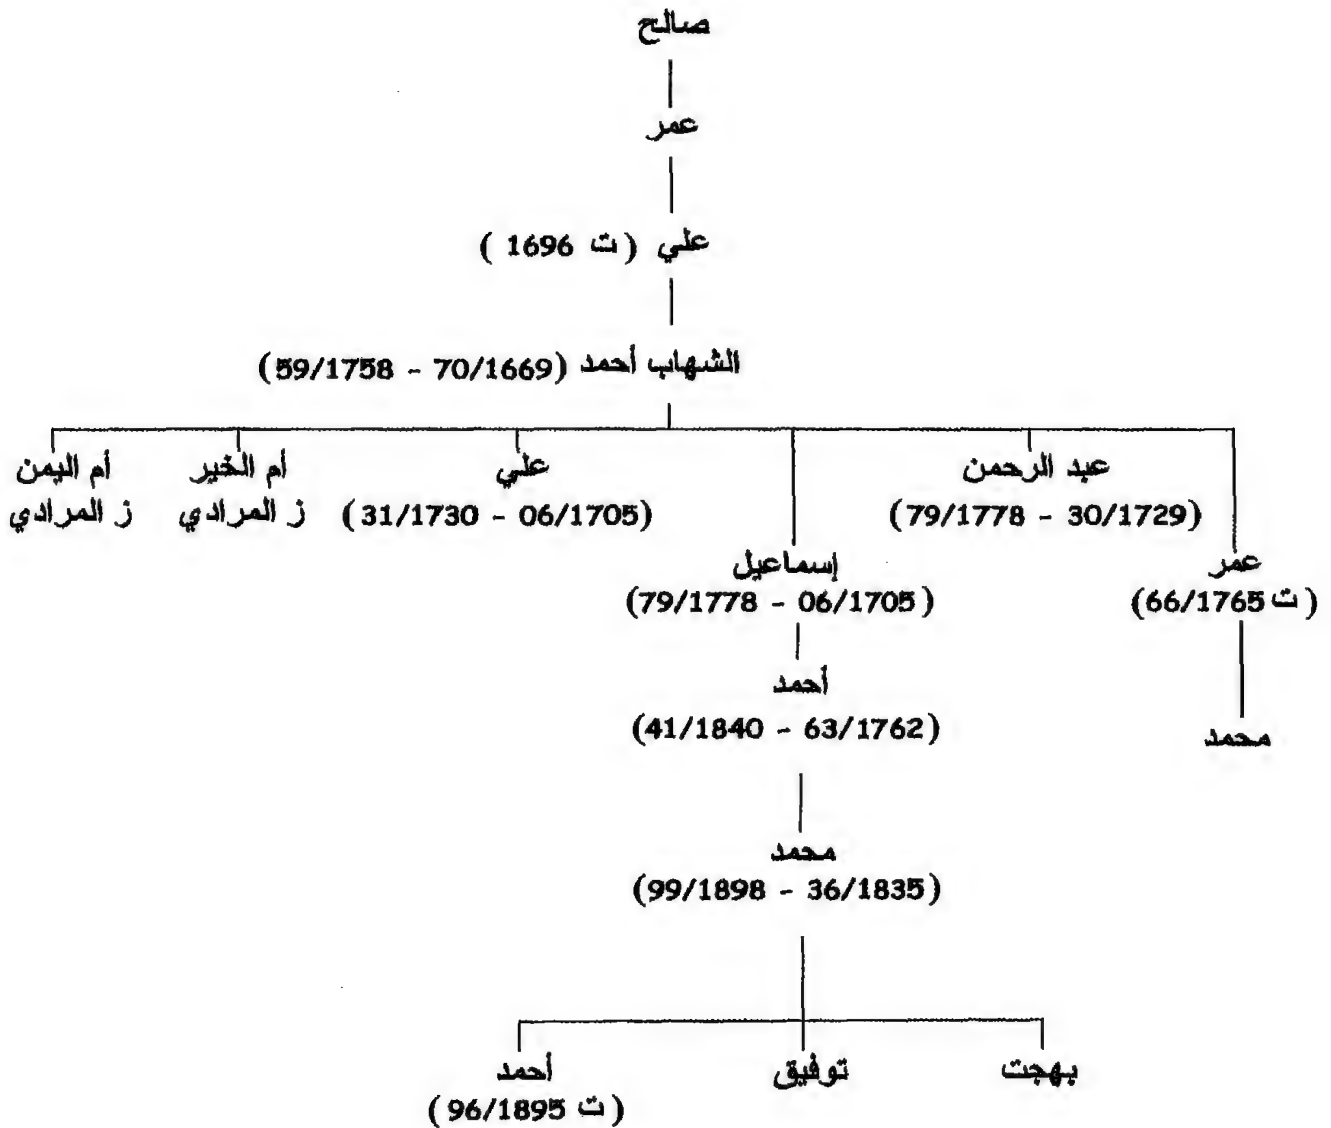 صالح
عمر
علي ( ت 1696 )
الشهاب أحمد (70/1669 - 59/1758)
عبد الرحمن
(30/1729 - 79/1778)
علي
(06/1705 - 31/1730)
أم الخير
ز المرادي
أم اليمن
ز المرادي
عمر
( ت 66/1765)
إسماعيل
(06/1705 - 79/1778)
محمد
أحمد
(63/1762 - 41/1840)
محمد
(36/1835 - 99/1898)
بهجت
توفيق
أحمد
( ت 96/1895)